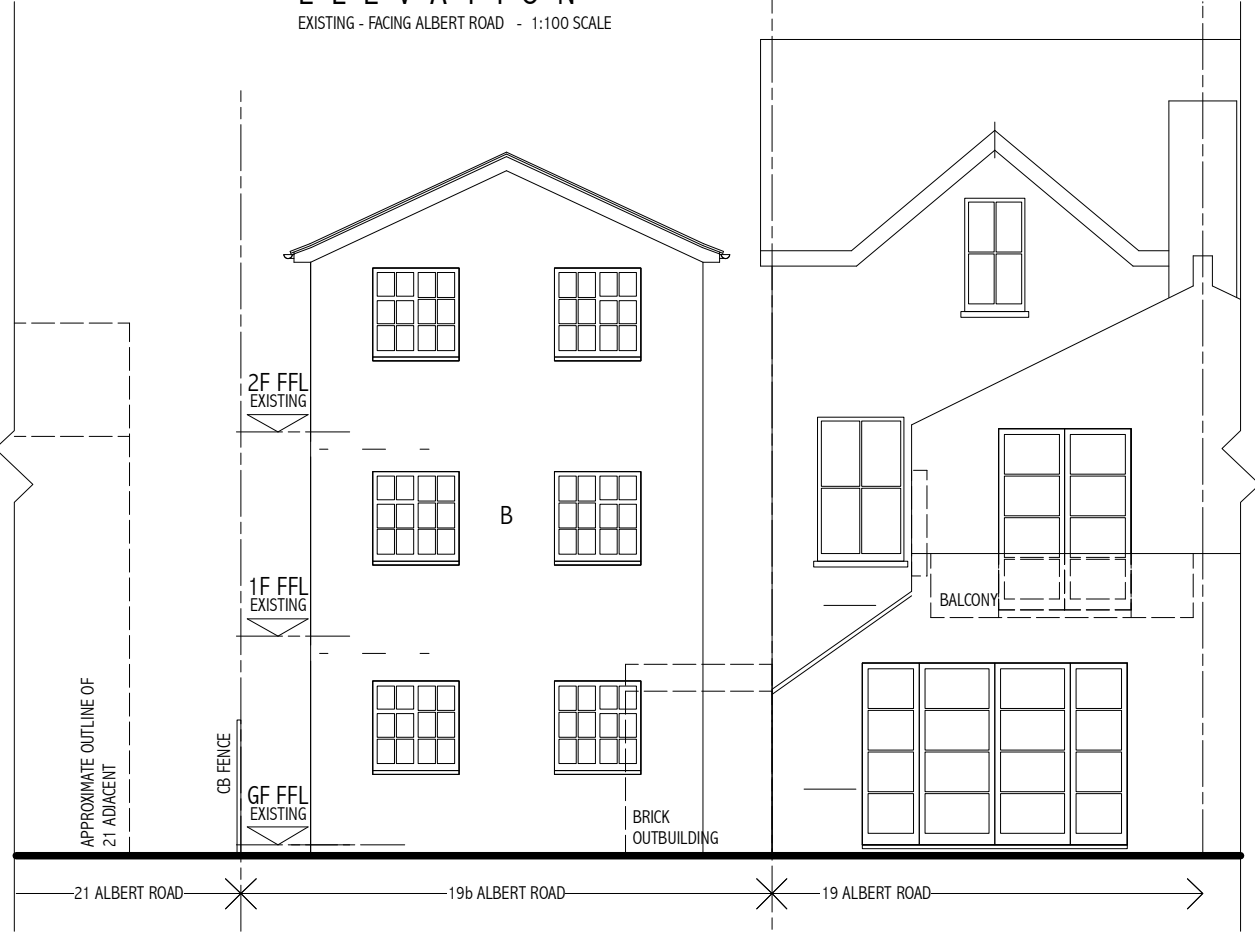 ELEVATION
EXISTING - FACING ALBERT ROAD - 1:100 SCALE
2F FFL
EXISTING
B
1F FFL
EXISTING
BALCONY
APPROXIMATE OUTLINE OF
21 ADJACENT
CB FENCE
GF FFL
EXISTING
BRICK
OUTBUILDING
21 ALBERT ROAD
19b ALBERT ROAD
19 ALBERT ROAD